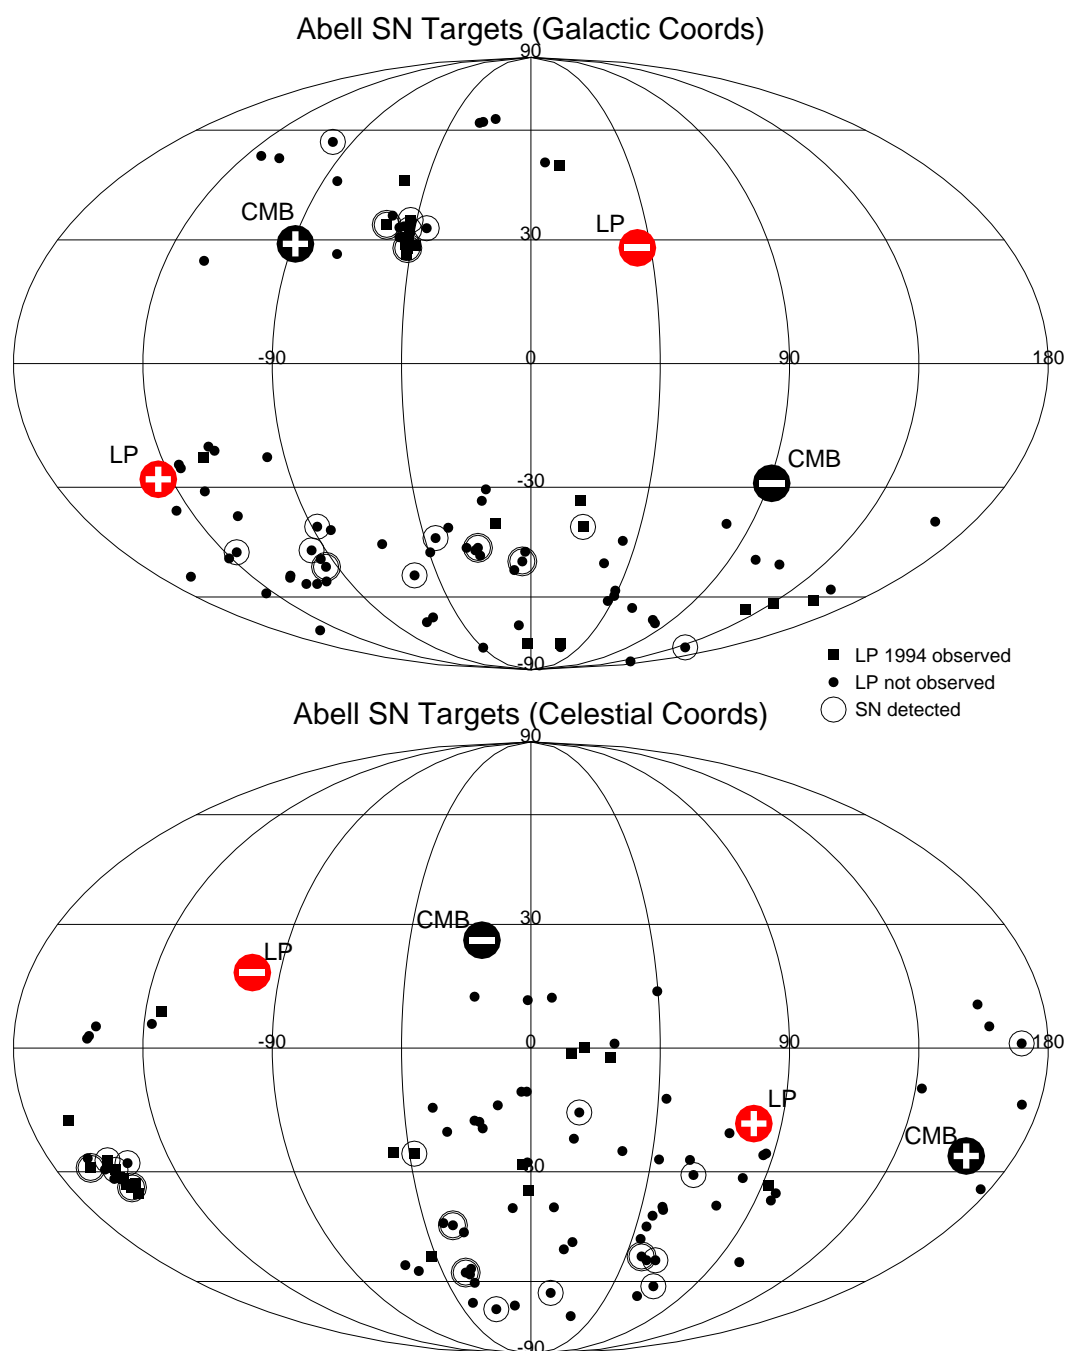 Abell SN Targets (Galactic Coords)
90
CMB
LP
30
-90
0
90
180
LP
CMB
-30
-90
LP 1994 observed
LP not observed
SN detected
Abell SN Targets (Celestial Coords)
90
CMB
30
LP
-90
0
90
180
LP
CMB
-30
-90